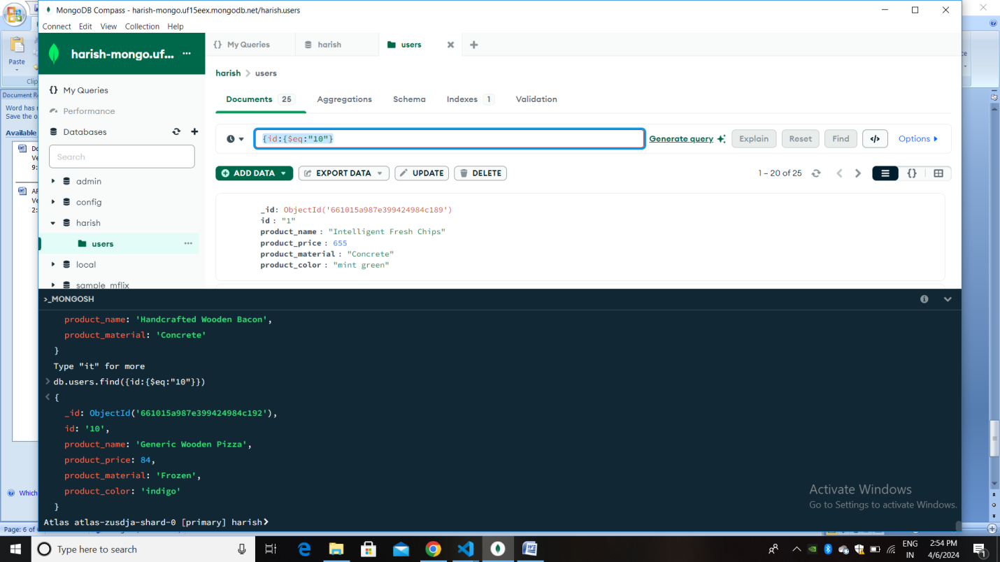 MongoDB Compass - harish-mongo.uf15eex.mongodb.net/harish.users
Connect Edit View Collection Help
Paste
Document Re
Word has r
Save the o
Available
harish-mongo.uf...
{} My Queries
Performance
Databases
Search
admin
config
harish
users
local
sample_mflix
{} My Queries harish users
harish > users
Documents 25 Aggregations Schema Indexes 1 Validation
{id:{$eq:"10"}
Generate query Explain Reset Find </> Options
ADD DATA EXPORT DATA UPDATE DELETE 1 – 20 of 25 {}
_id: ObjectId('661015a987e399424984c189')
id : "1"
product_name : "Intelligent Fresh Chips"
product_price : 655
product_material : "Concrete"
product_color : "mint green"
>_MONGOSH
product_name: 'Handcrafted Wooden Bacon',
product_material: 'Concrete'
}
Type "it" for more
> db.users.find({id:{$eq:"10"}})
< {
_id: ObjectId('661015a987e399424984c192'),
id: '10',
product_name: 'Generic Wooden Pizza',
product_price: 84,
product_material: 'Frozen',
product_color: 'indigo'
}
Atlas atlas-zusdja-shard-0 [primary] harish>
Activate Windows
Go to Settings to activate Windows.
Which
Page: 6 of
Type here to search
ENG
IN
2:54 PM
4/6/2024
1